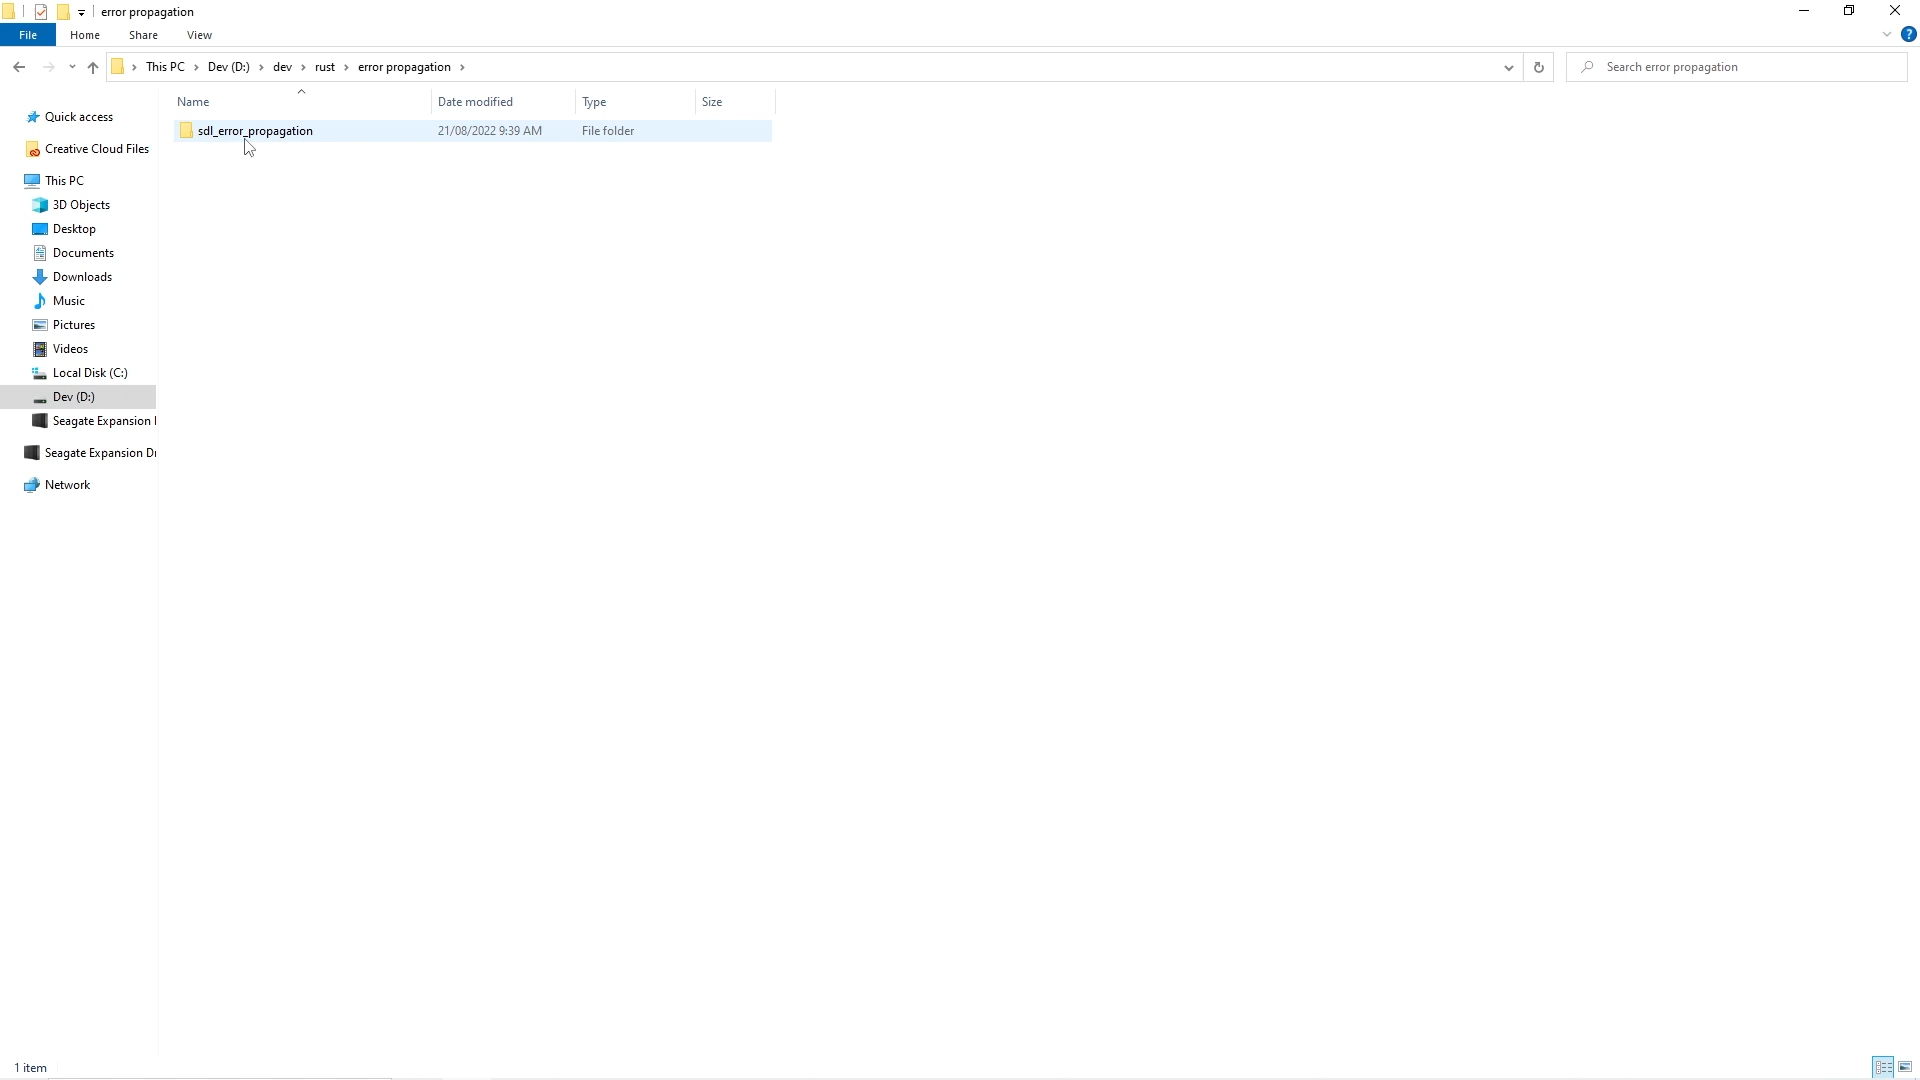 error propagation
File Home Share View
This PC Dev (D:) dev rust error propagation
Search error propagation
Name Date modified Type Size
sdl_error_propagation 21/08/2022 9:39 AM File folder
Quick access
Creative Cloud Files
This PC
3D Objects
Desktop
Documents
Downloads
Music
Pictures
Videos
Local Disk (C:)
Dev (D:)
Seagate Expansion
Seagate Expansion
Network
1 item